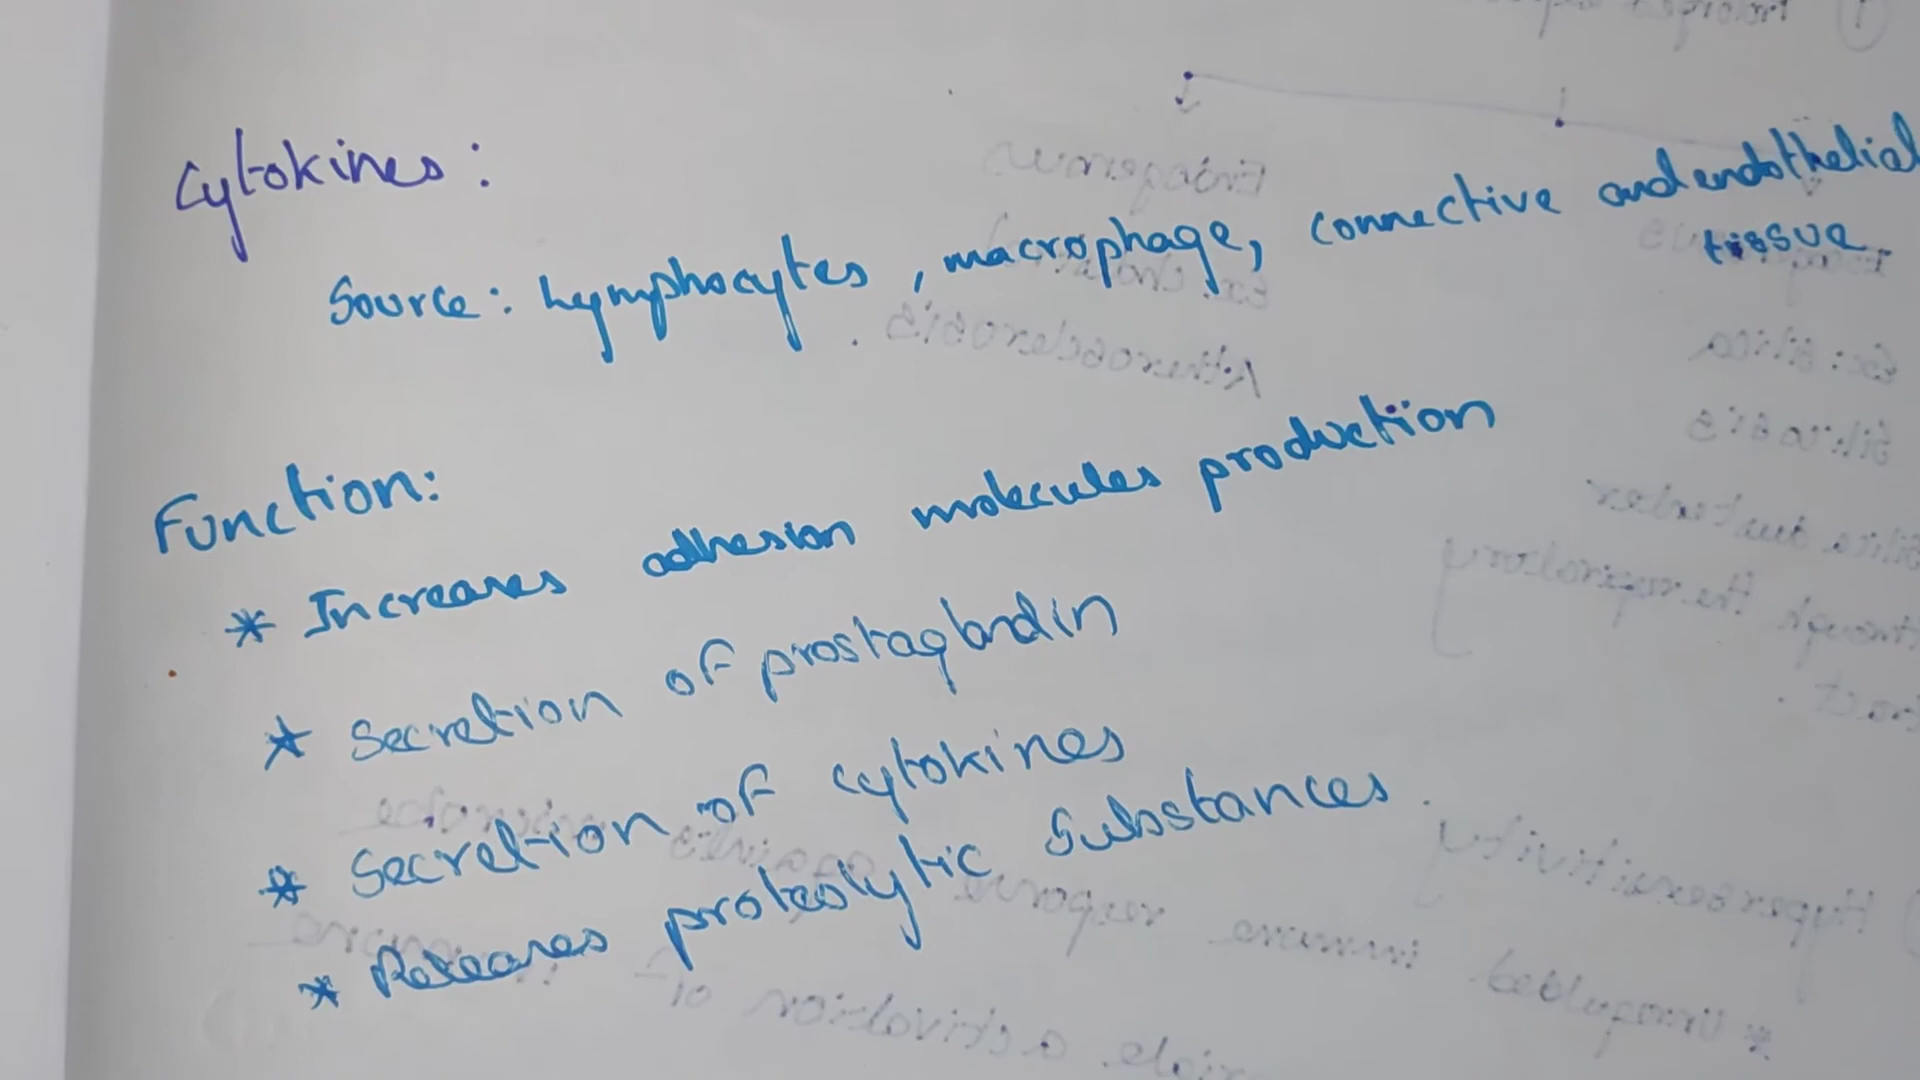 Cytokines:
Source: Lymphocytes, macrophage, connective and endothelial
tissue
Function:
* Increases adhesion molecules production
* Secretion of prostaglandin
* Secretion of cytokines
* Releases proteolytic substances.